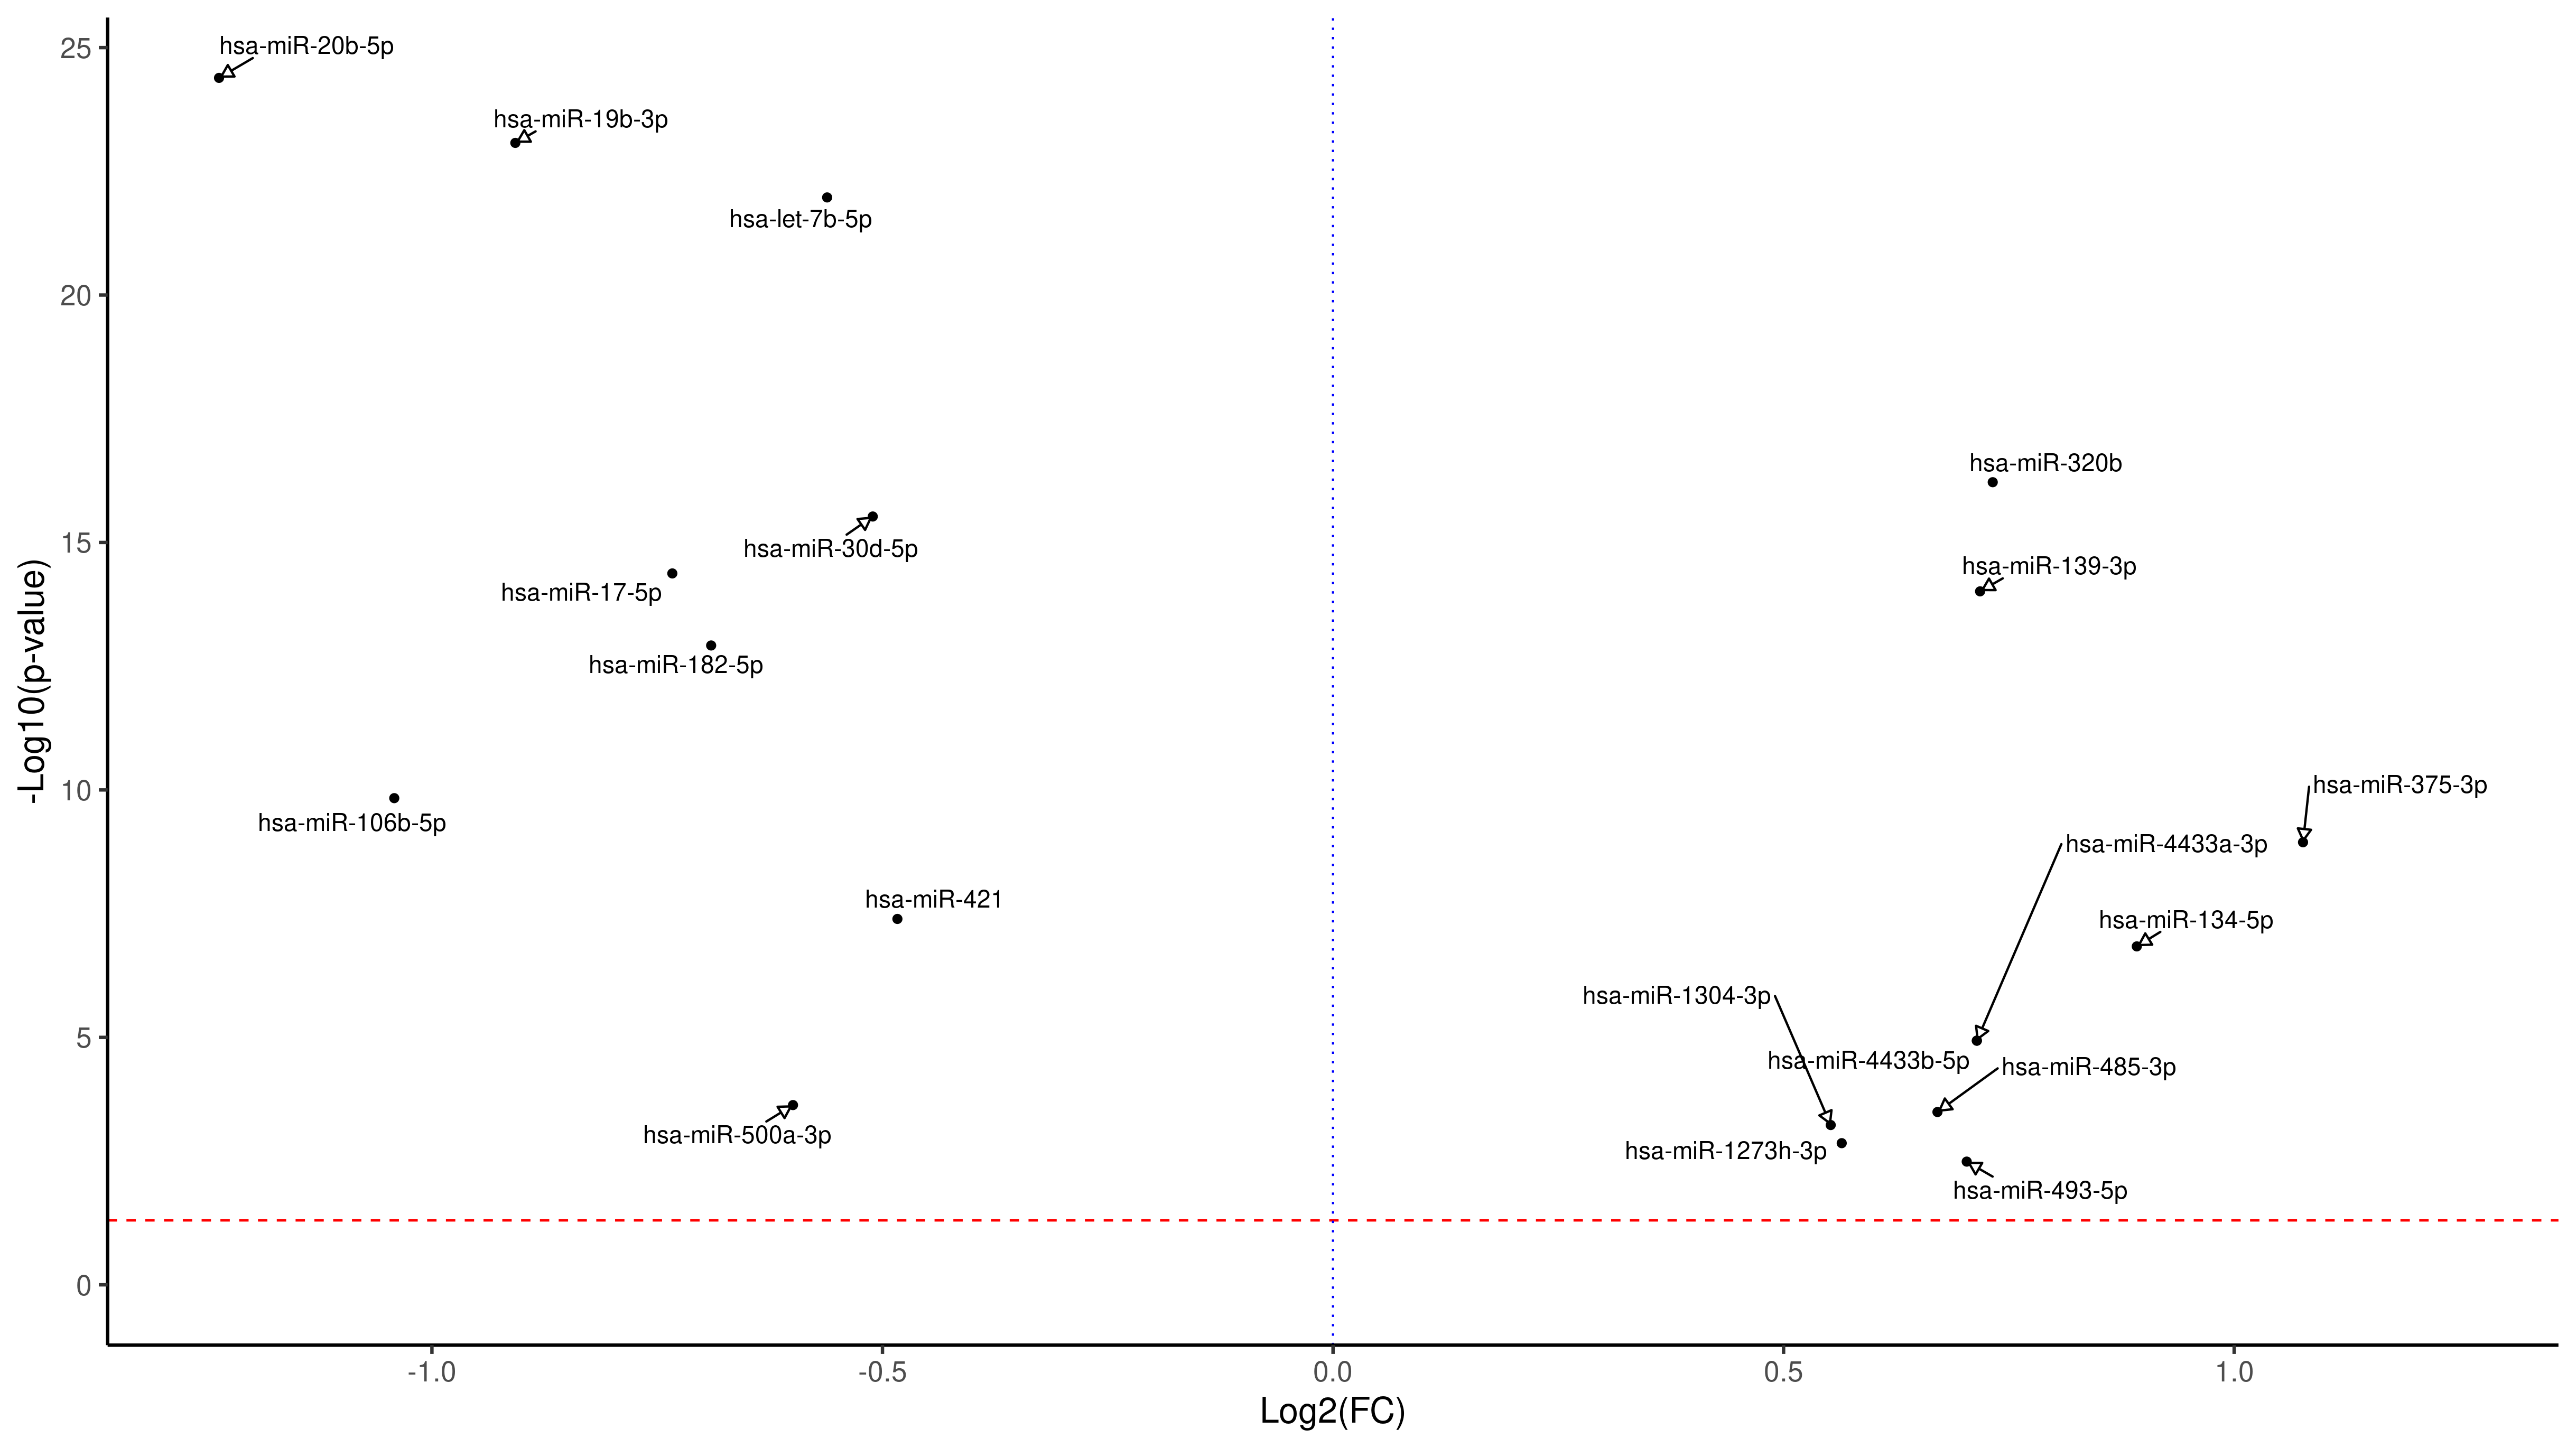 25
hsa-miR-20b-5p
hsa-miR-19b-3p
hsa-let-7b-5p
20
hsa-miR-320b
15
hsa-miR-30d-5p
hsa-miR-139-3p
hsa-miR-17-5p
hsa-miR-182-5p
-Log10(p-value)
10
hsa-miR-375-3p
hsa-miR-106b-5p
hsa-miR-4433a-3p
hsa-miR-421
hsa-miR-134-5p
hsa-miR-1304-3p
5
hsa-miR-4433b-5p
hsa-miR-485-3p
hsa-miR-500a-3p
hsa-miR-1273h-3p
hsa-miR-493-5p
0
-1.0 -0.5 0.0 0.5 1.0
Log2(FC)